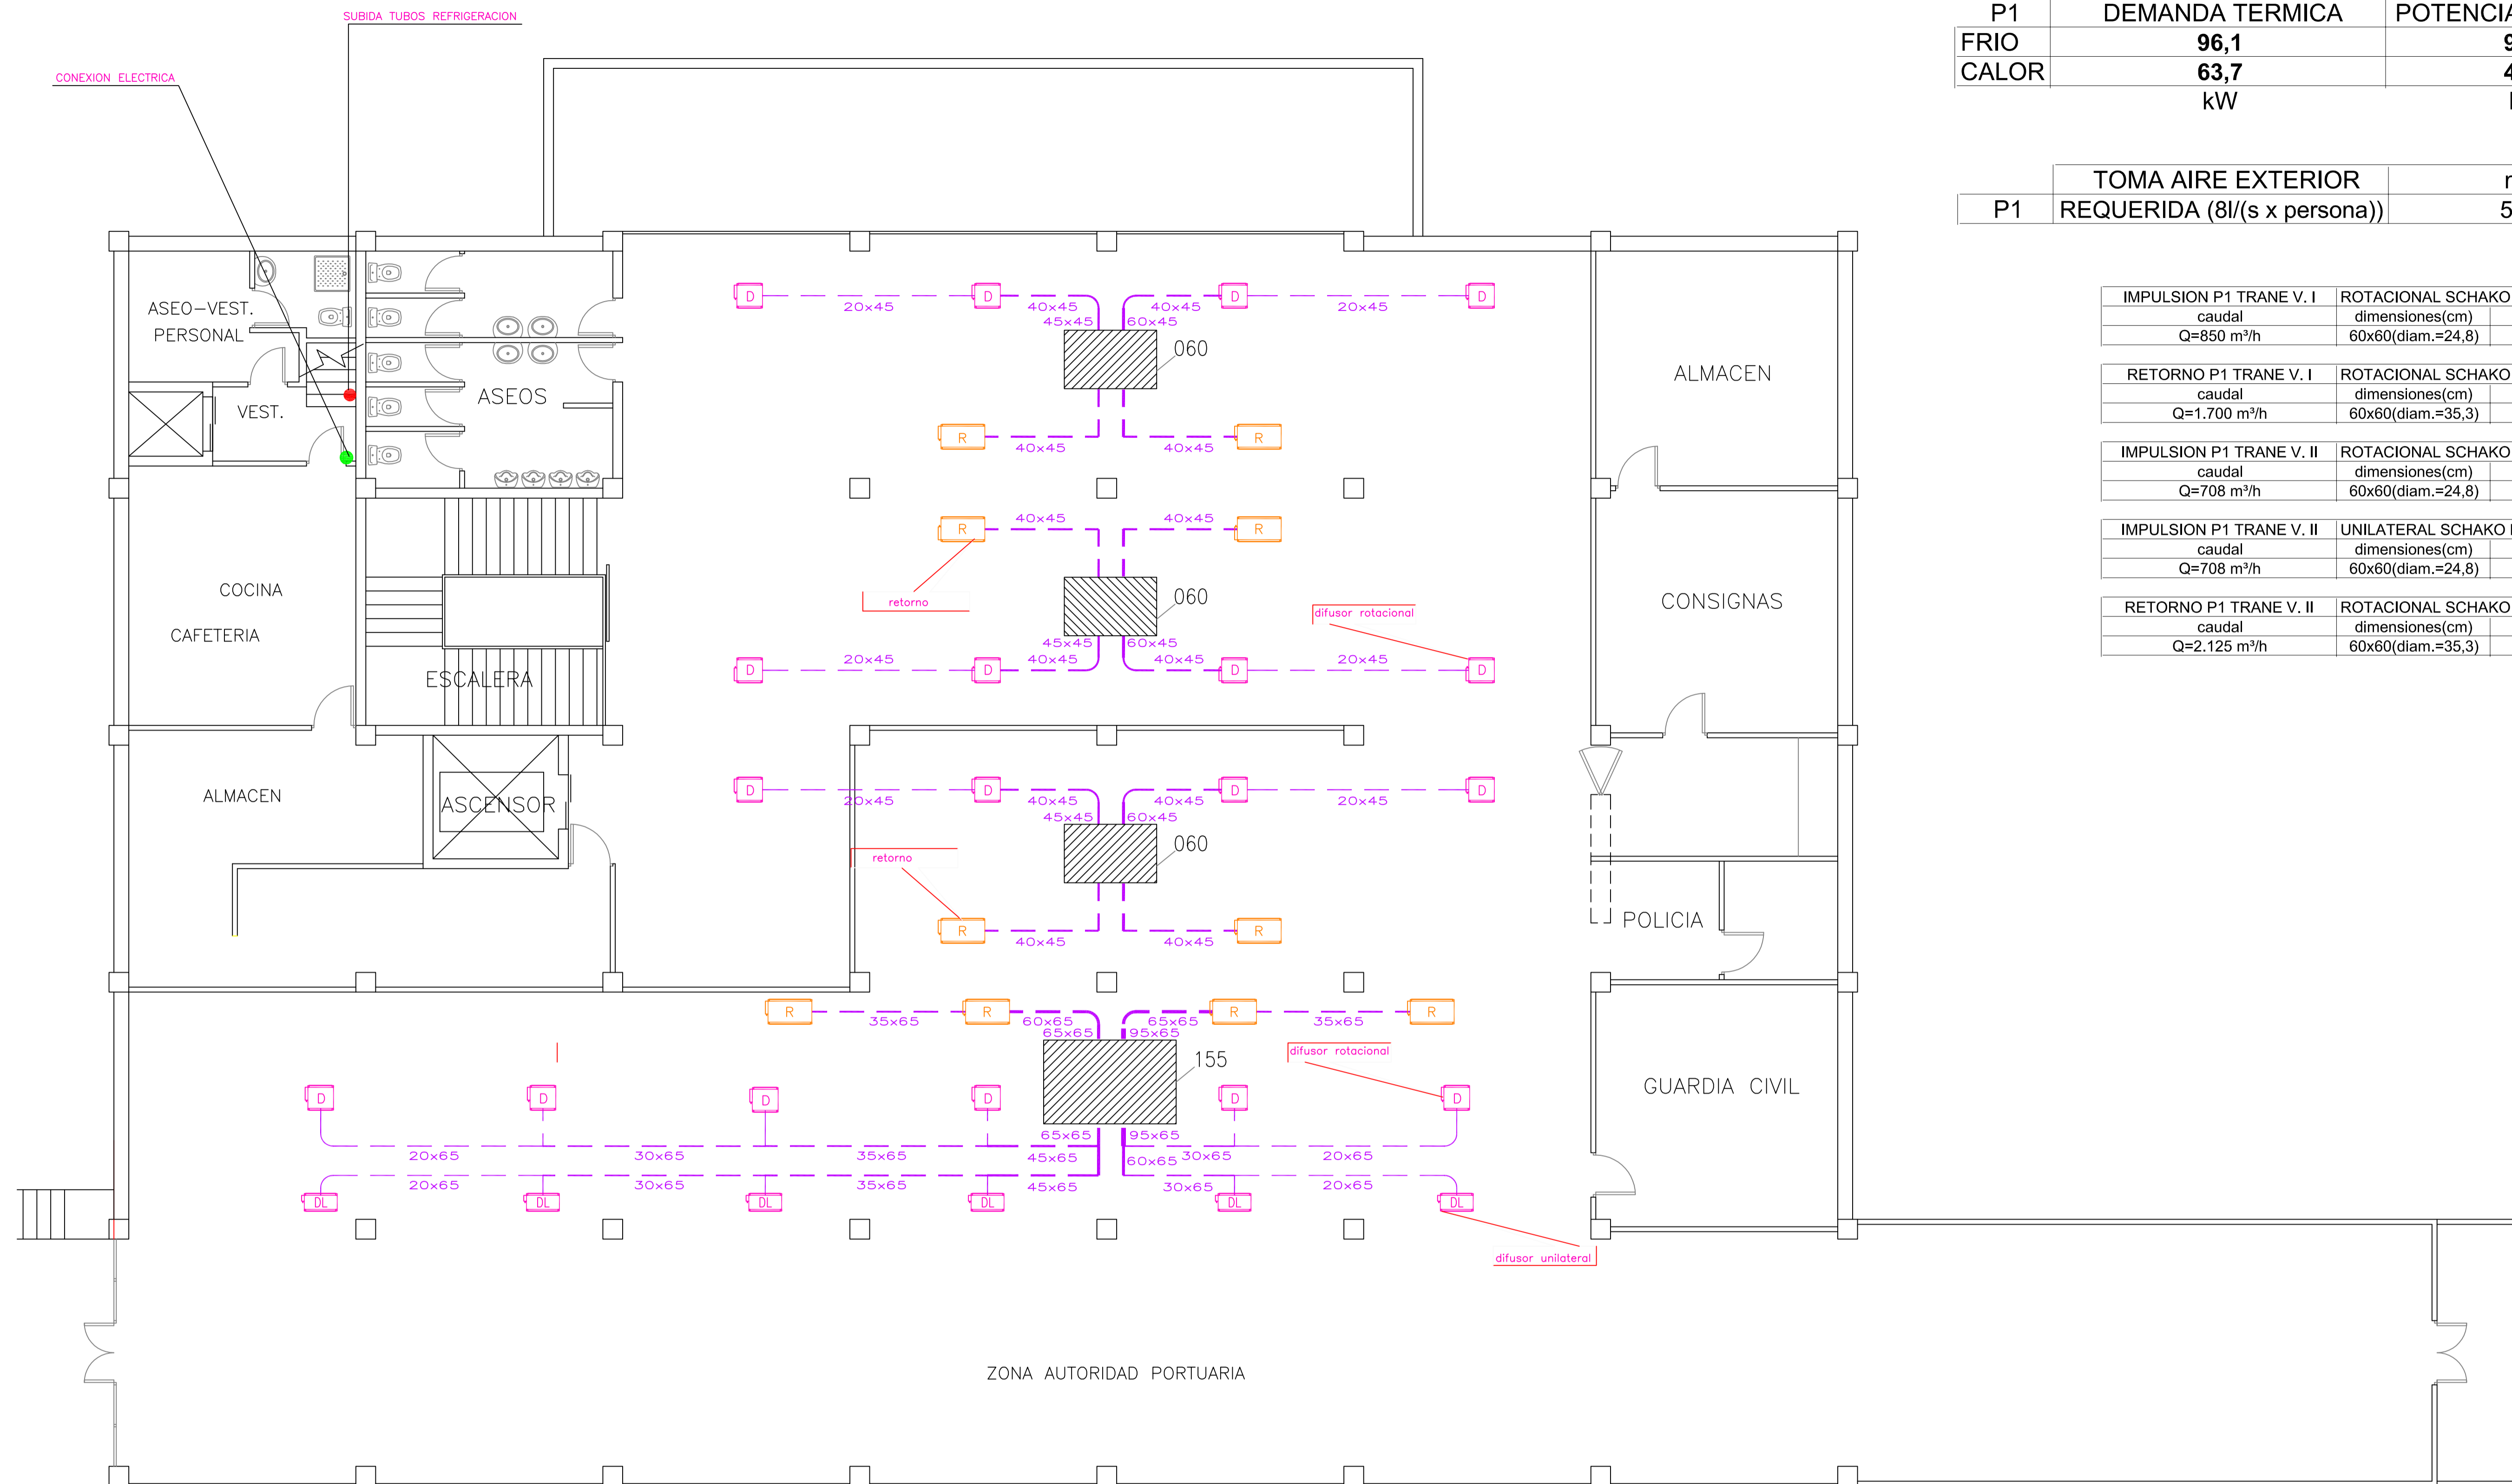 SUBIDA TUBOS REFRIGERACION
CONEXION ELECTRICA
P1 DEMANDA TERMICA
FRIO 96,1
CALOR 63,7
kW
TOMA AIRE EXTERIOR
P1 REQUERIDA (8l/(s x persona))
IMPULSION P1 TRANE V. I ROTACIONAL SCHAKO
caudal dimensiones(cm)
Q=850 m³/h 60x60(diam.=24,8)
RETORNO P1 TRANE V. I ROTACIONAL SCHAKO
caudal dimensiones(cm)
Q=1.700 m³/h 60x60(diam.=35,3)
IMPULSION P1 TRANE V. II ROTACIONAL SCHAKO
caudal dimensiones(cm)
Q=708 m³/h 60x60(diam.=24,8)
IMPULSION P1 TRANE V. II UNILATERAL SCHAKO
caudal dimensiones(cm)
Q=708 m³/h 60x60(diam.=24,8)
RETORNO P1 TRANE V. II ROTACIONAL SCHAKO
caudal dimensiones(cm)
Q=2.125 m³/h 60x60(diam.=35,3)
ASEO-VEST.
PERSONAL
VEST.
ASEOS
COCINA
CAFETERIA
ESCALERA
ALMACEN
ASCENSOR
D D D D
20x45 40x45 40x45 20x45
45x45 60x45
060
R R
40x45 40x45
40x45 40x45
R R
retorno
060
difusor rotacional
45x45 60x45
20x45 40x45 40x45 20x45
D D D D
D D D D
20x45 40x45 40x45 20x45
45x45 60x45
060
retorno
R R
40x45 40x45
ALMACEN
CONSIGNAS
POLICIA
GUARDIA CIVIL
R R R R
35x65 60x65 65x65 35x65
65x65 95x65
155
difusor rotacional
D D D D D D
65x65 95x65
20x65 30x65 35x65 45x65 30x65 20x65
60x65
20x65 30x65 35x65 45x65 30x65 20x65
DL DL DL DL DL DL
difusor unilateral
ZONA AUTORIDAD PORTUARIA